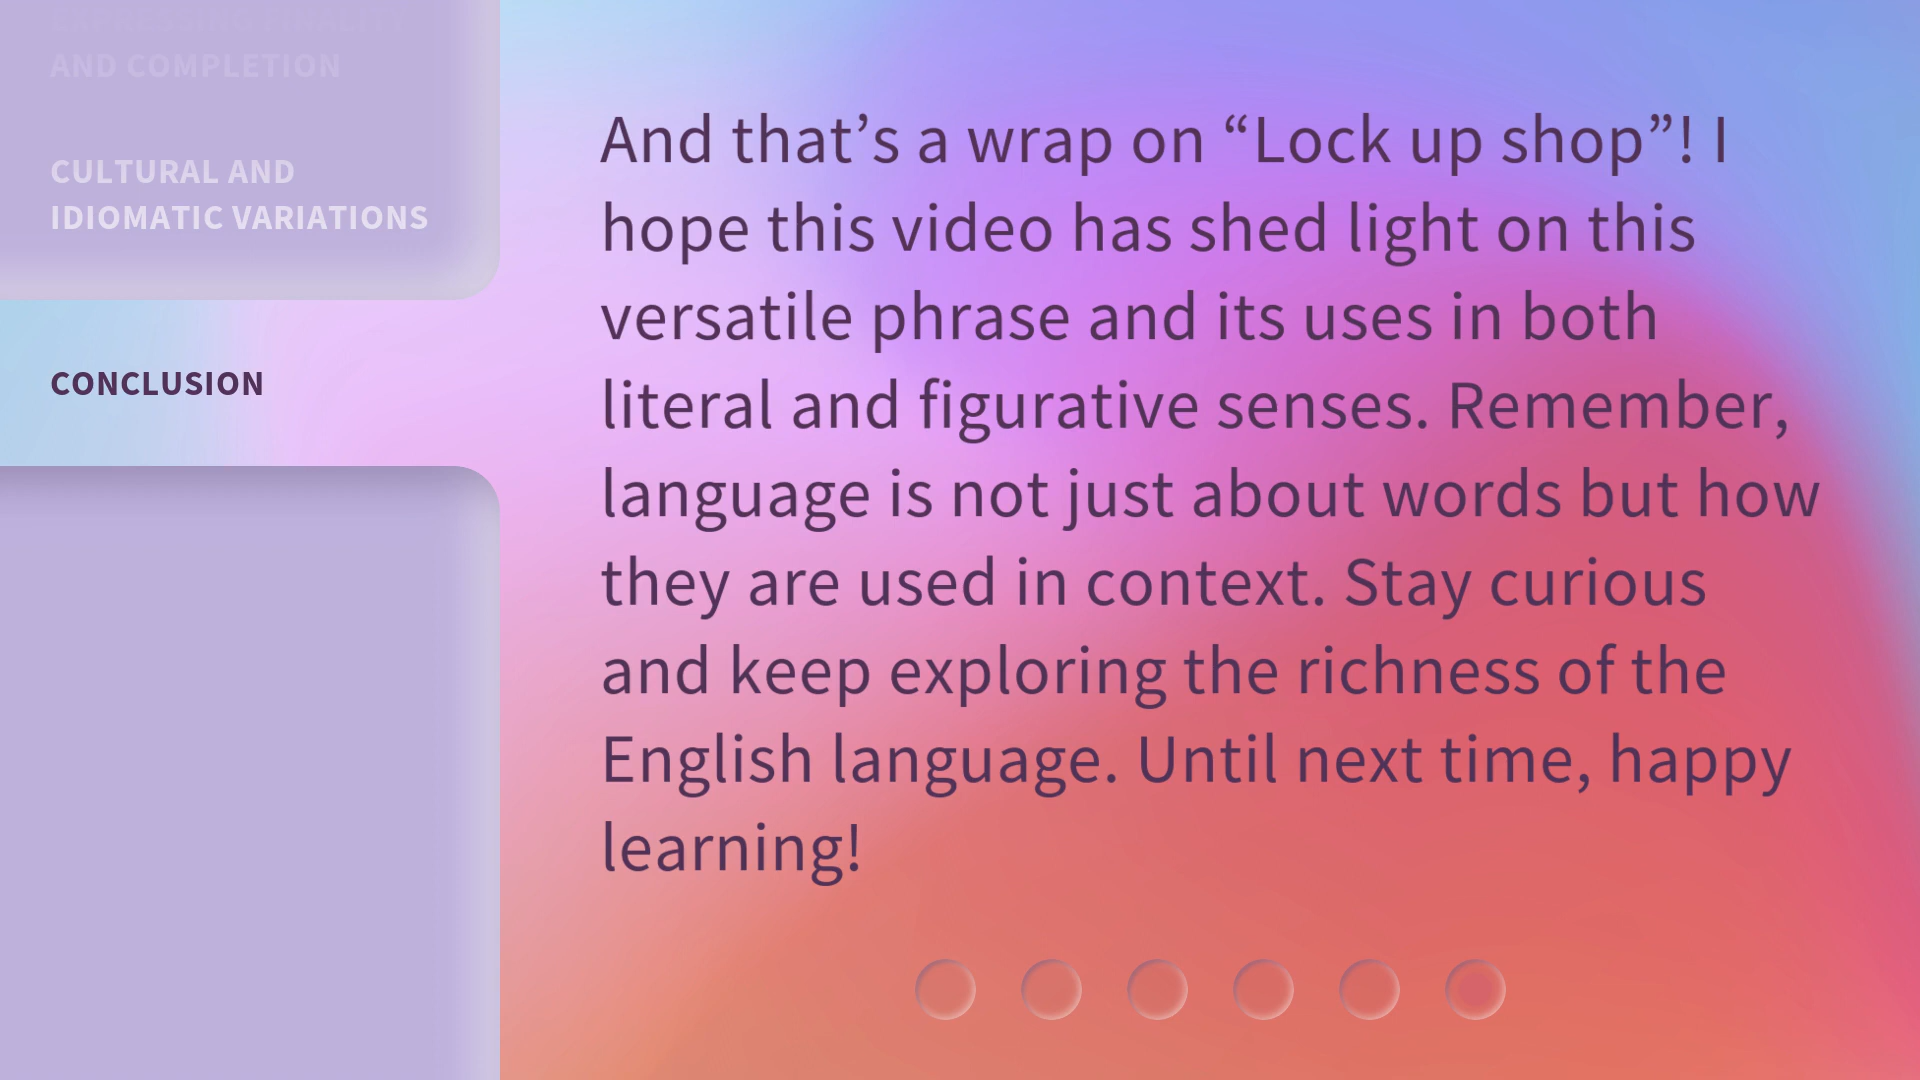 EXPRESSING FINALITY
AND COMPLETION
CULTURAL AND
IDIOMATIC VARIATIONS
CONCLUSION
And that’s a wrap on “Lock up shop”! I
hope this video has shed light on this
versatile phrase and its uses in both
literal and figurative senses. Remember,
language is not just about words but how
they are used in context. Stay curious
and keep exploring the richness of the
English language. Until next time, happy
learning!